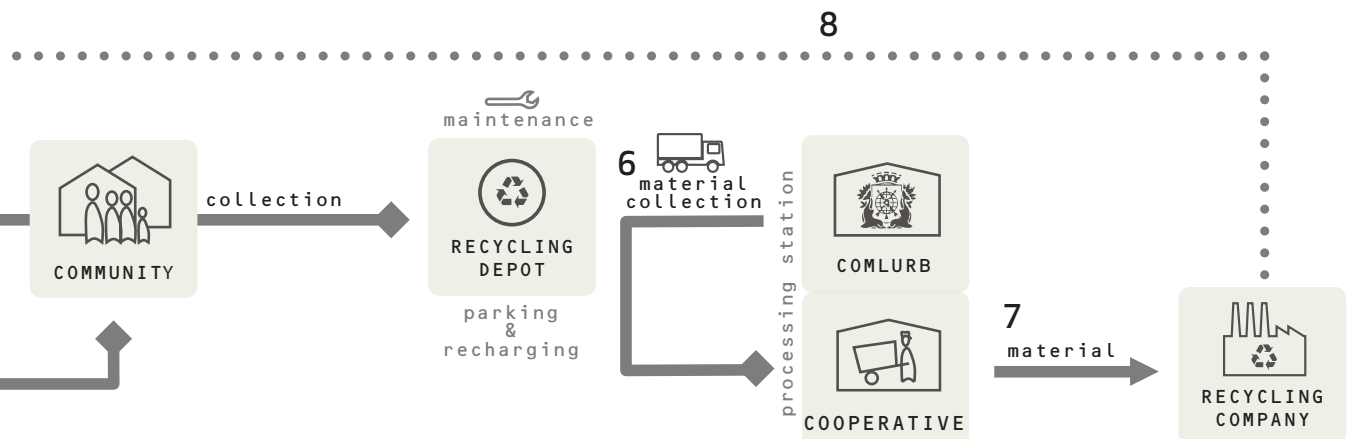 8
maintenance
6
material
collection
collection
processing station
RECYCLING
DEPOT
COMMUNITY
COMLURB
parking
&
recharging
7
material
RECYCLING
COMPANY
COOPERATIVE